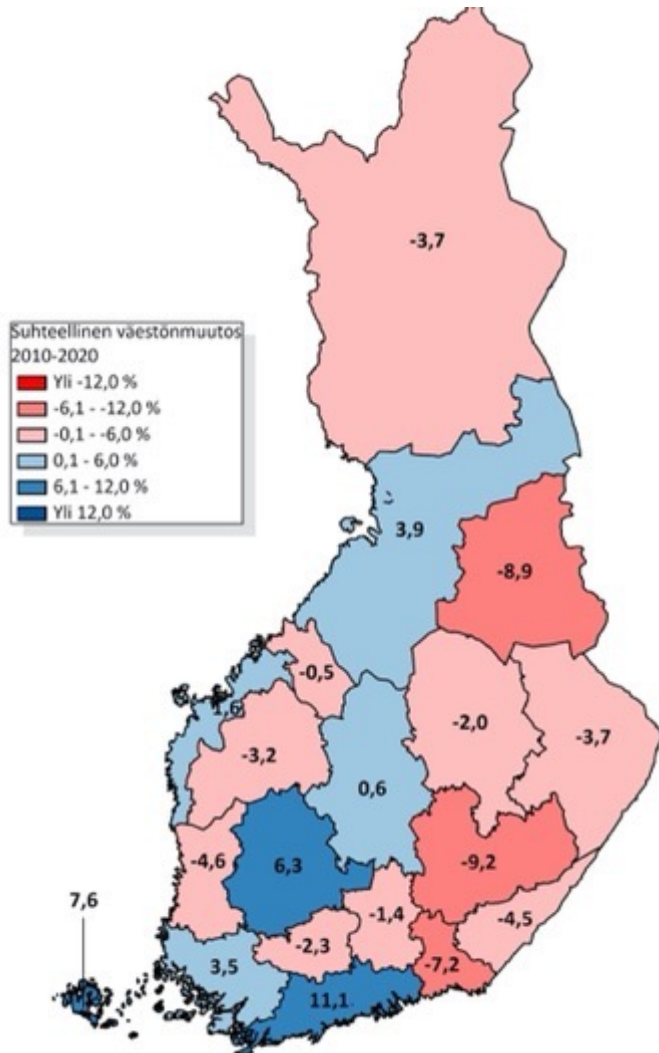 -3,7
Suhteellinen väestönmuutos
2010-2020
Yli -12,0 %
-6,1 - -12,0 %
-0,1 - -6,0 %
0,1 - 6,0 %
6,1 - 12,0 %
Yli 12,0 %
3,9
-8,9
-0,5
1,6
-2,0
-3,7
-3,2
0,6
-4,6
6,3
-9,2
7,6
-1,4
-4,5
-2,3
3,5
-7,2
11,1